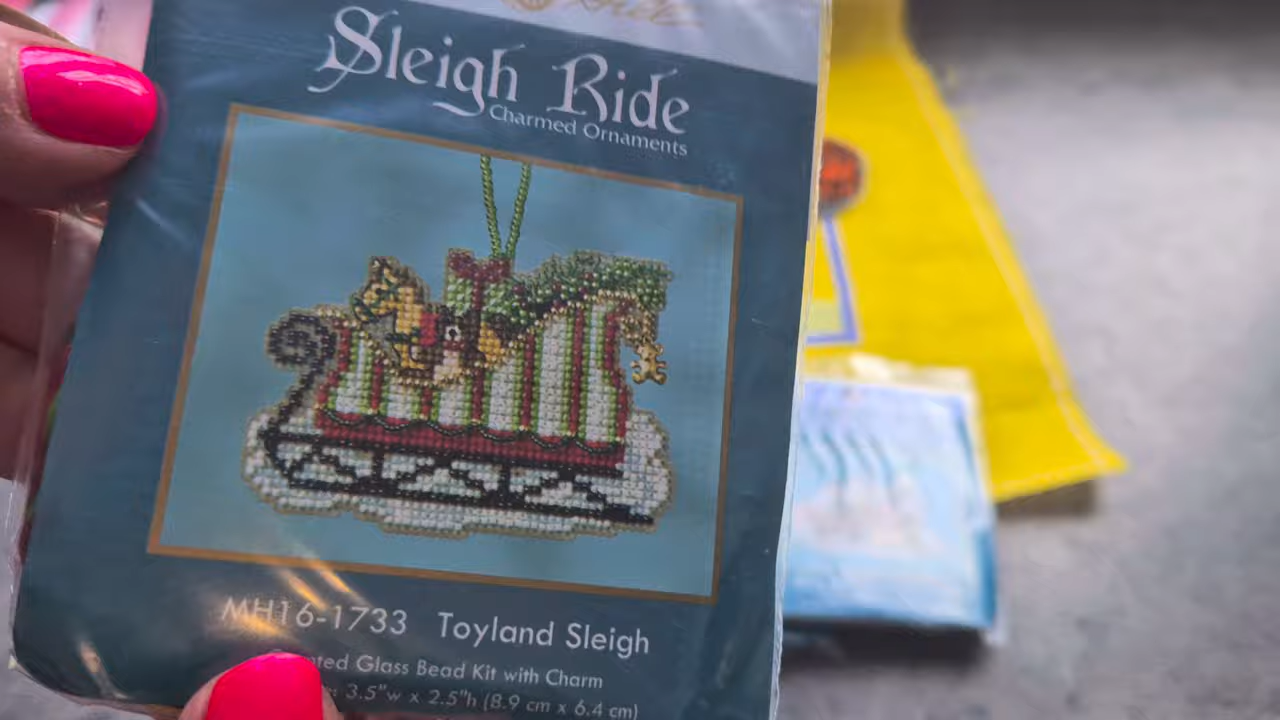 Sleigh Ride
Charmed Ornaments
MH16-1733 Toyland Sleigh
Glass Bead Kit with Charm
3.5"w x 2.5"h (8.9 cm x 6.4 cm)